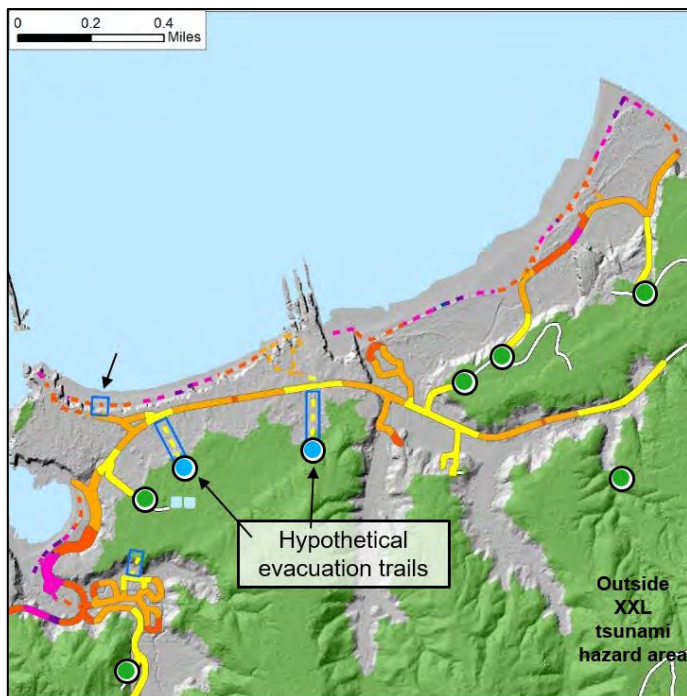 0 0.2 0.4
Miles
Hypothetical
evacuation trails
Outside
XXL
tsunami
hazard area